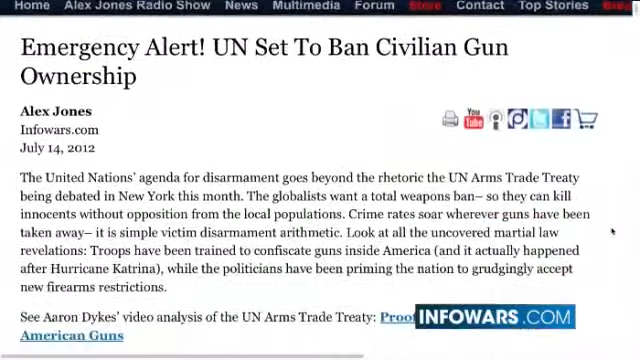 Home Alex Jones Radio Show News Multimedia Forum Store Contact Top Stories
Emergency Alert! UN Set To Ban Civilian Gun
Ownership
Alex Jones
Infowars.com
July 14, 2012
You
Tube
The United Nations’ agenda for disarmament goes beyond the rhetoric the UN Arms Trade Treaty
being debated in New York this month. The globalists want a total weapons ban– so they can kill
innocents without opposition from the local populations. Crime rates soar wherever guns have been
taken away– it is simple victim disarmament arithmetic. Look at all the uncovered martial law
revelations: Troops have been trained to confiscate guns inside America (and it actually happened
after Hurricane Katrina), while the politicians have been priming the nation to grudgingly accept
new firearms restrictions.
See Aaron Dykes’ video analysis of the UN Arms Trade Treaty: Proo
American Guns
INFOWARS.COM